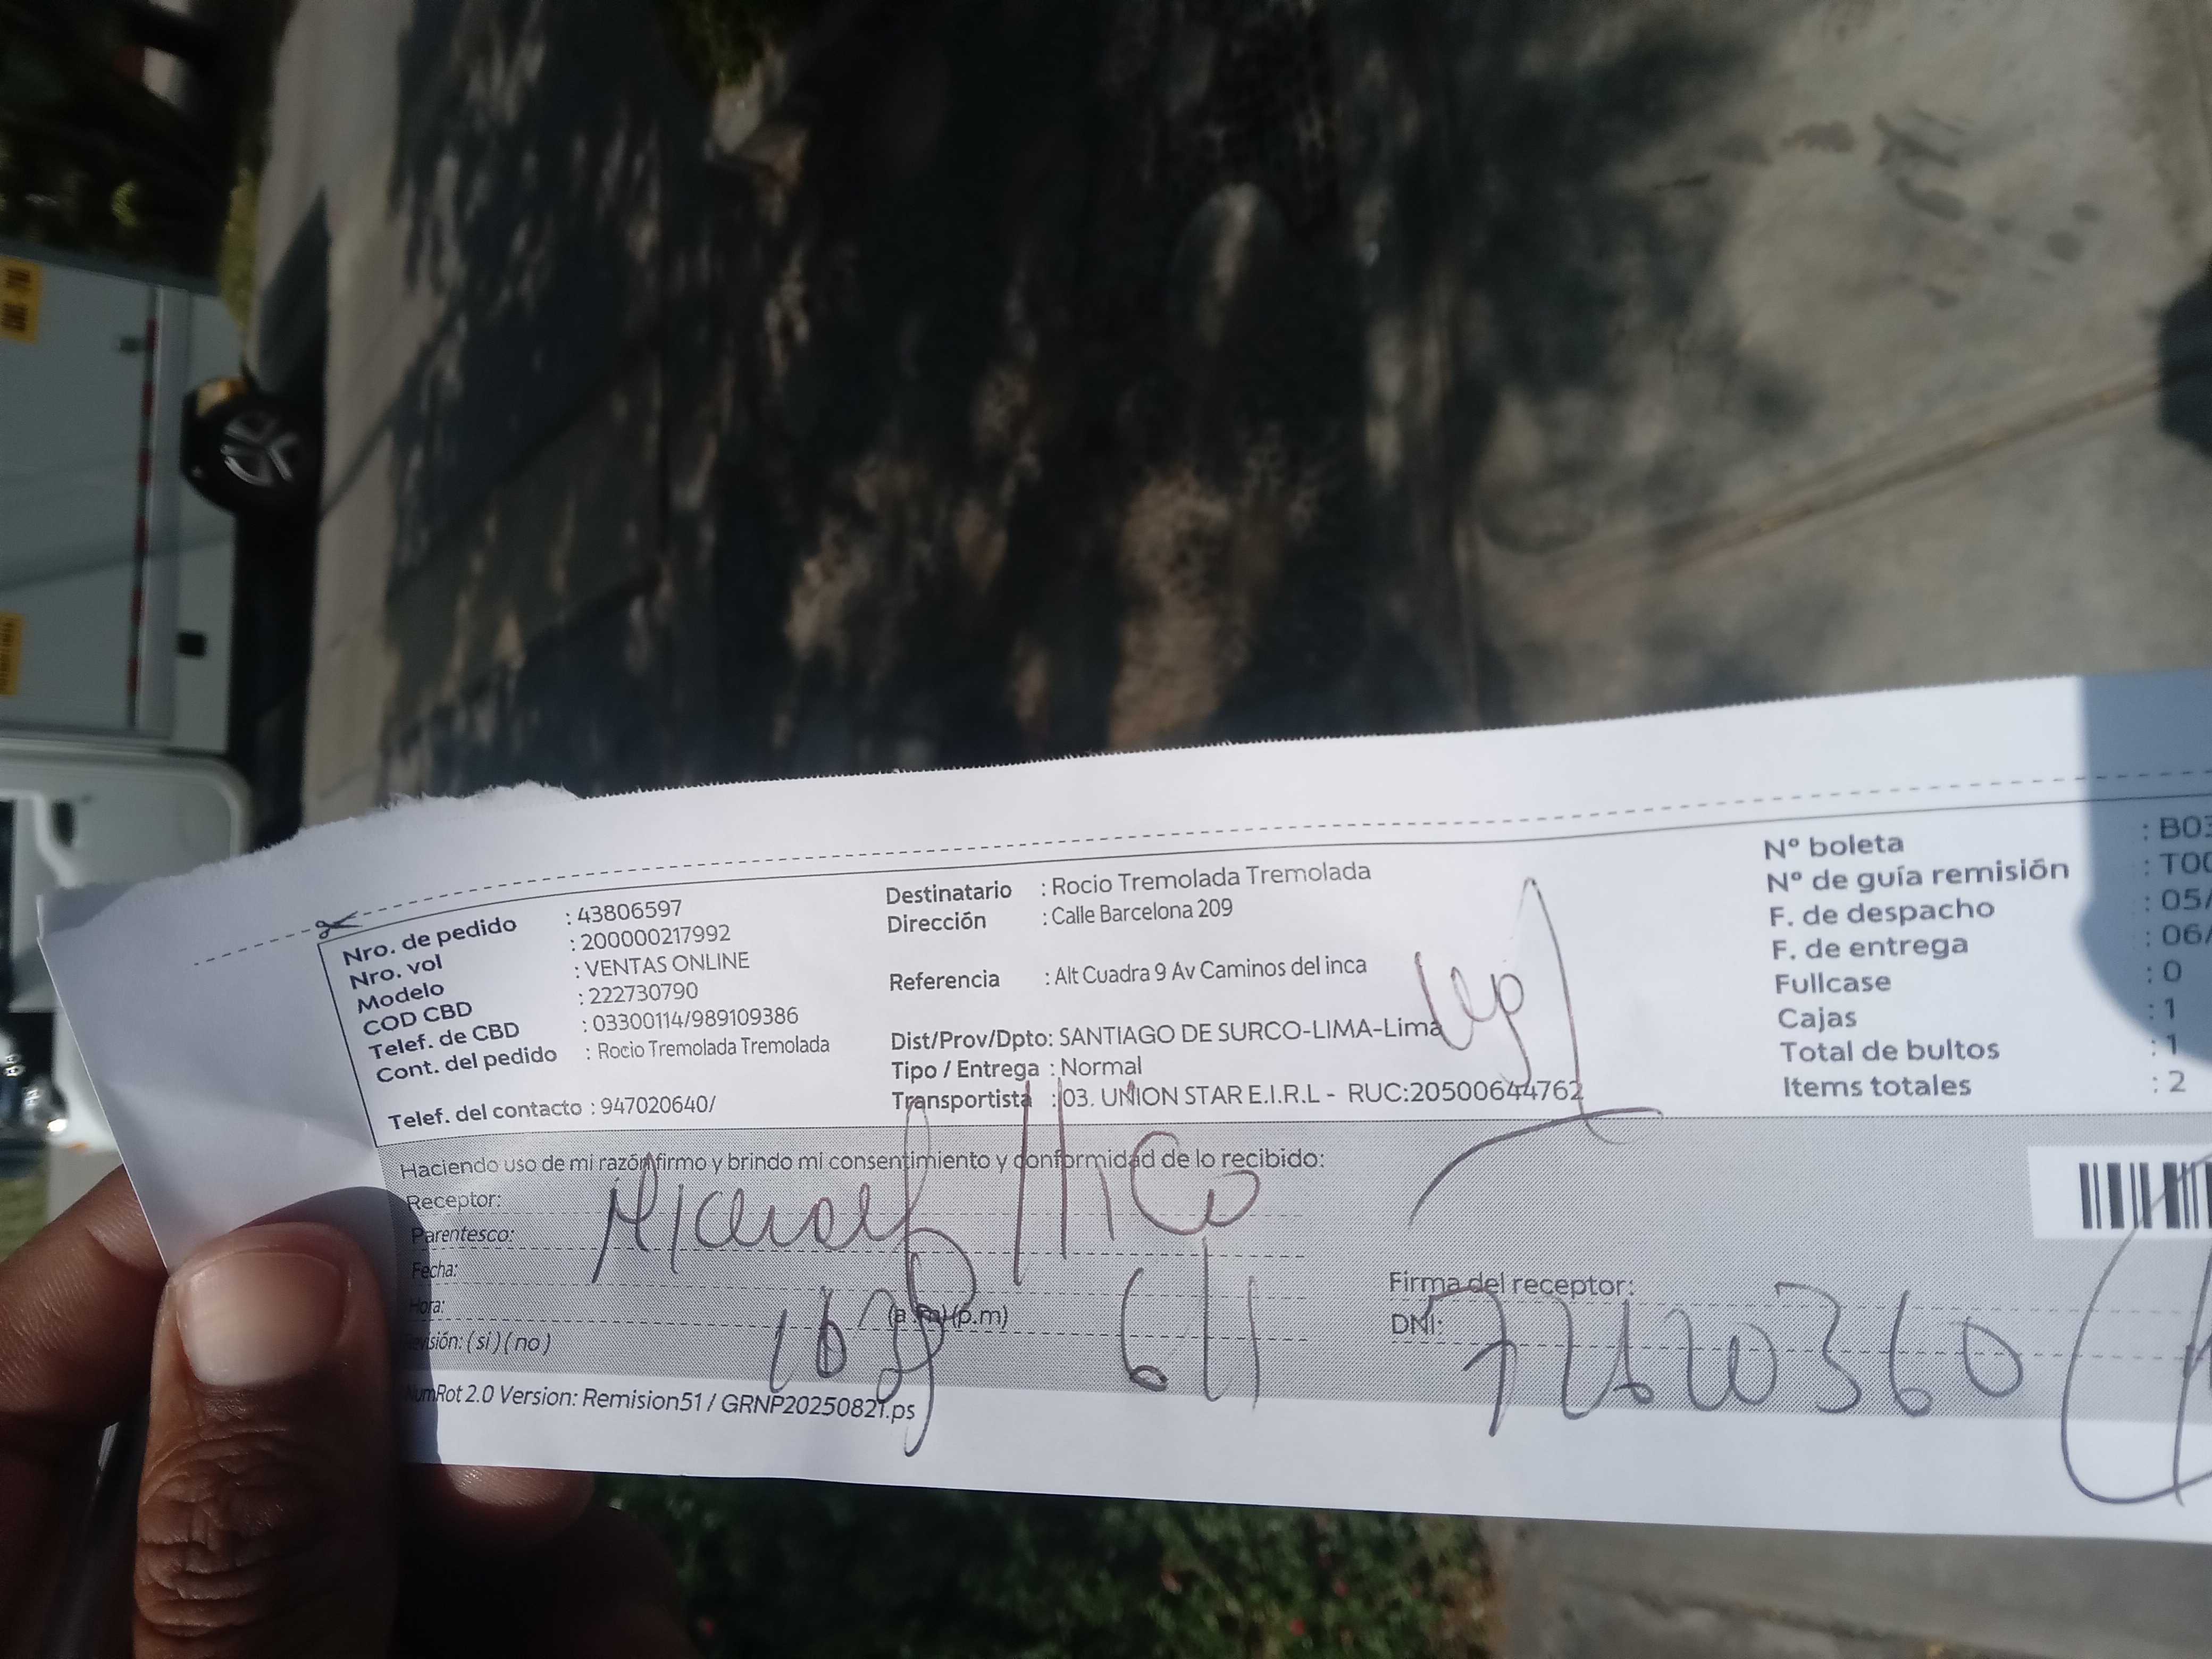 Nro. de pedido : 43806597
Nro. vol : 200000217992
Modelo : VENTAS ONLINE
COD CBD : 222730790
Telef. de CBD : 03300114/989109386
Cont. del pedido : Rocio Tremolada Tremolada
Telef. del contacto : 947020640/
Destinatario : Rocio Tremolada Tremolada
Dirección : Calle Barcelona 209
Referencia : Alt Cuadra 9 Av Caminos del inca
Dist/Prov/Dpto: SANTIAGO DE SURCO-LIMA-Lima
Tipo / Entrega : Normal
Transportista : 03. UNION STAR E.I.R.L - RUC:20500644762
Nº boleta : B03
Nº de guía remisión : T00
F. de despacho : 05/
F. de entrega : 06/
Fullcase : 0
Cajas : 1
Total de bultos : 1
Items totales : 2
Haciendo uso de mi razón firmo y brindo mi consentimiento y conformidad de lo recibido:
Receptor:
Parentesco:
Fecha:
Hora: (a.m) (p.m)
(si) (no)
Firma del receptor:
DNI:
NumRot 2.0 Version: Remision51 / GRNP20250821.ps